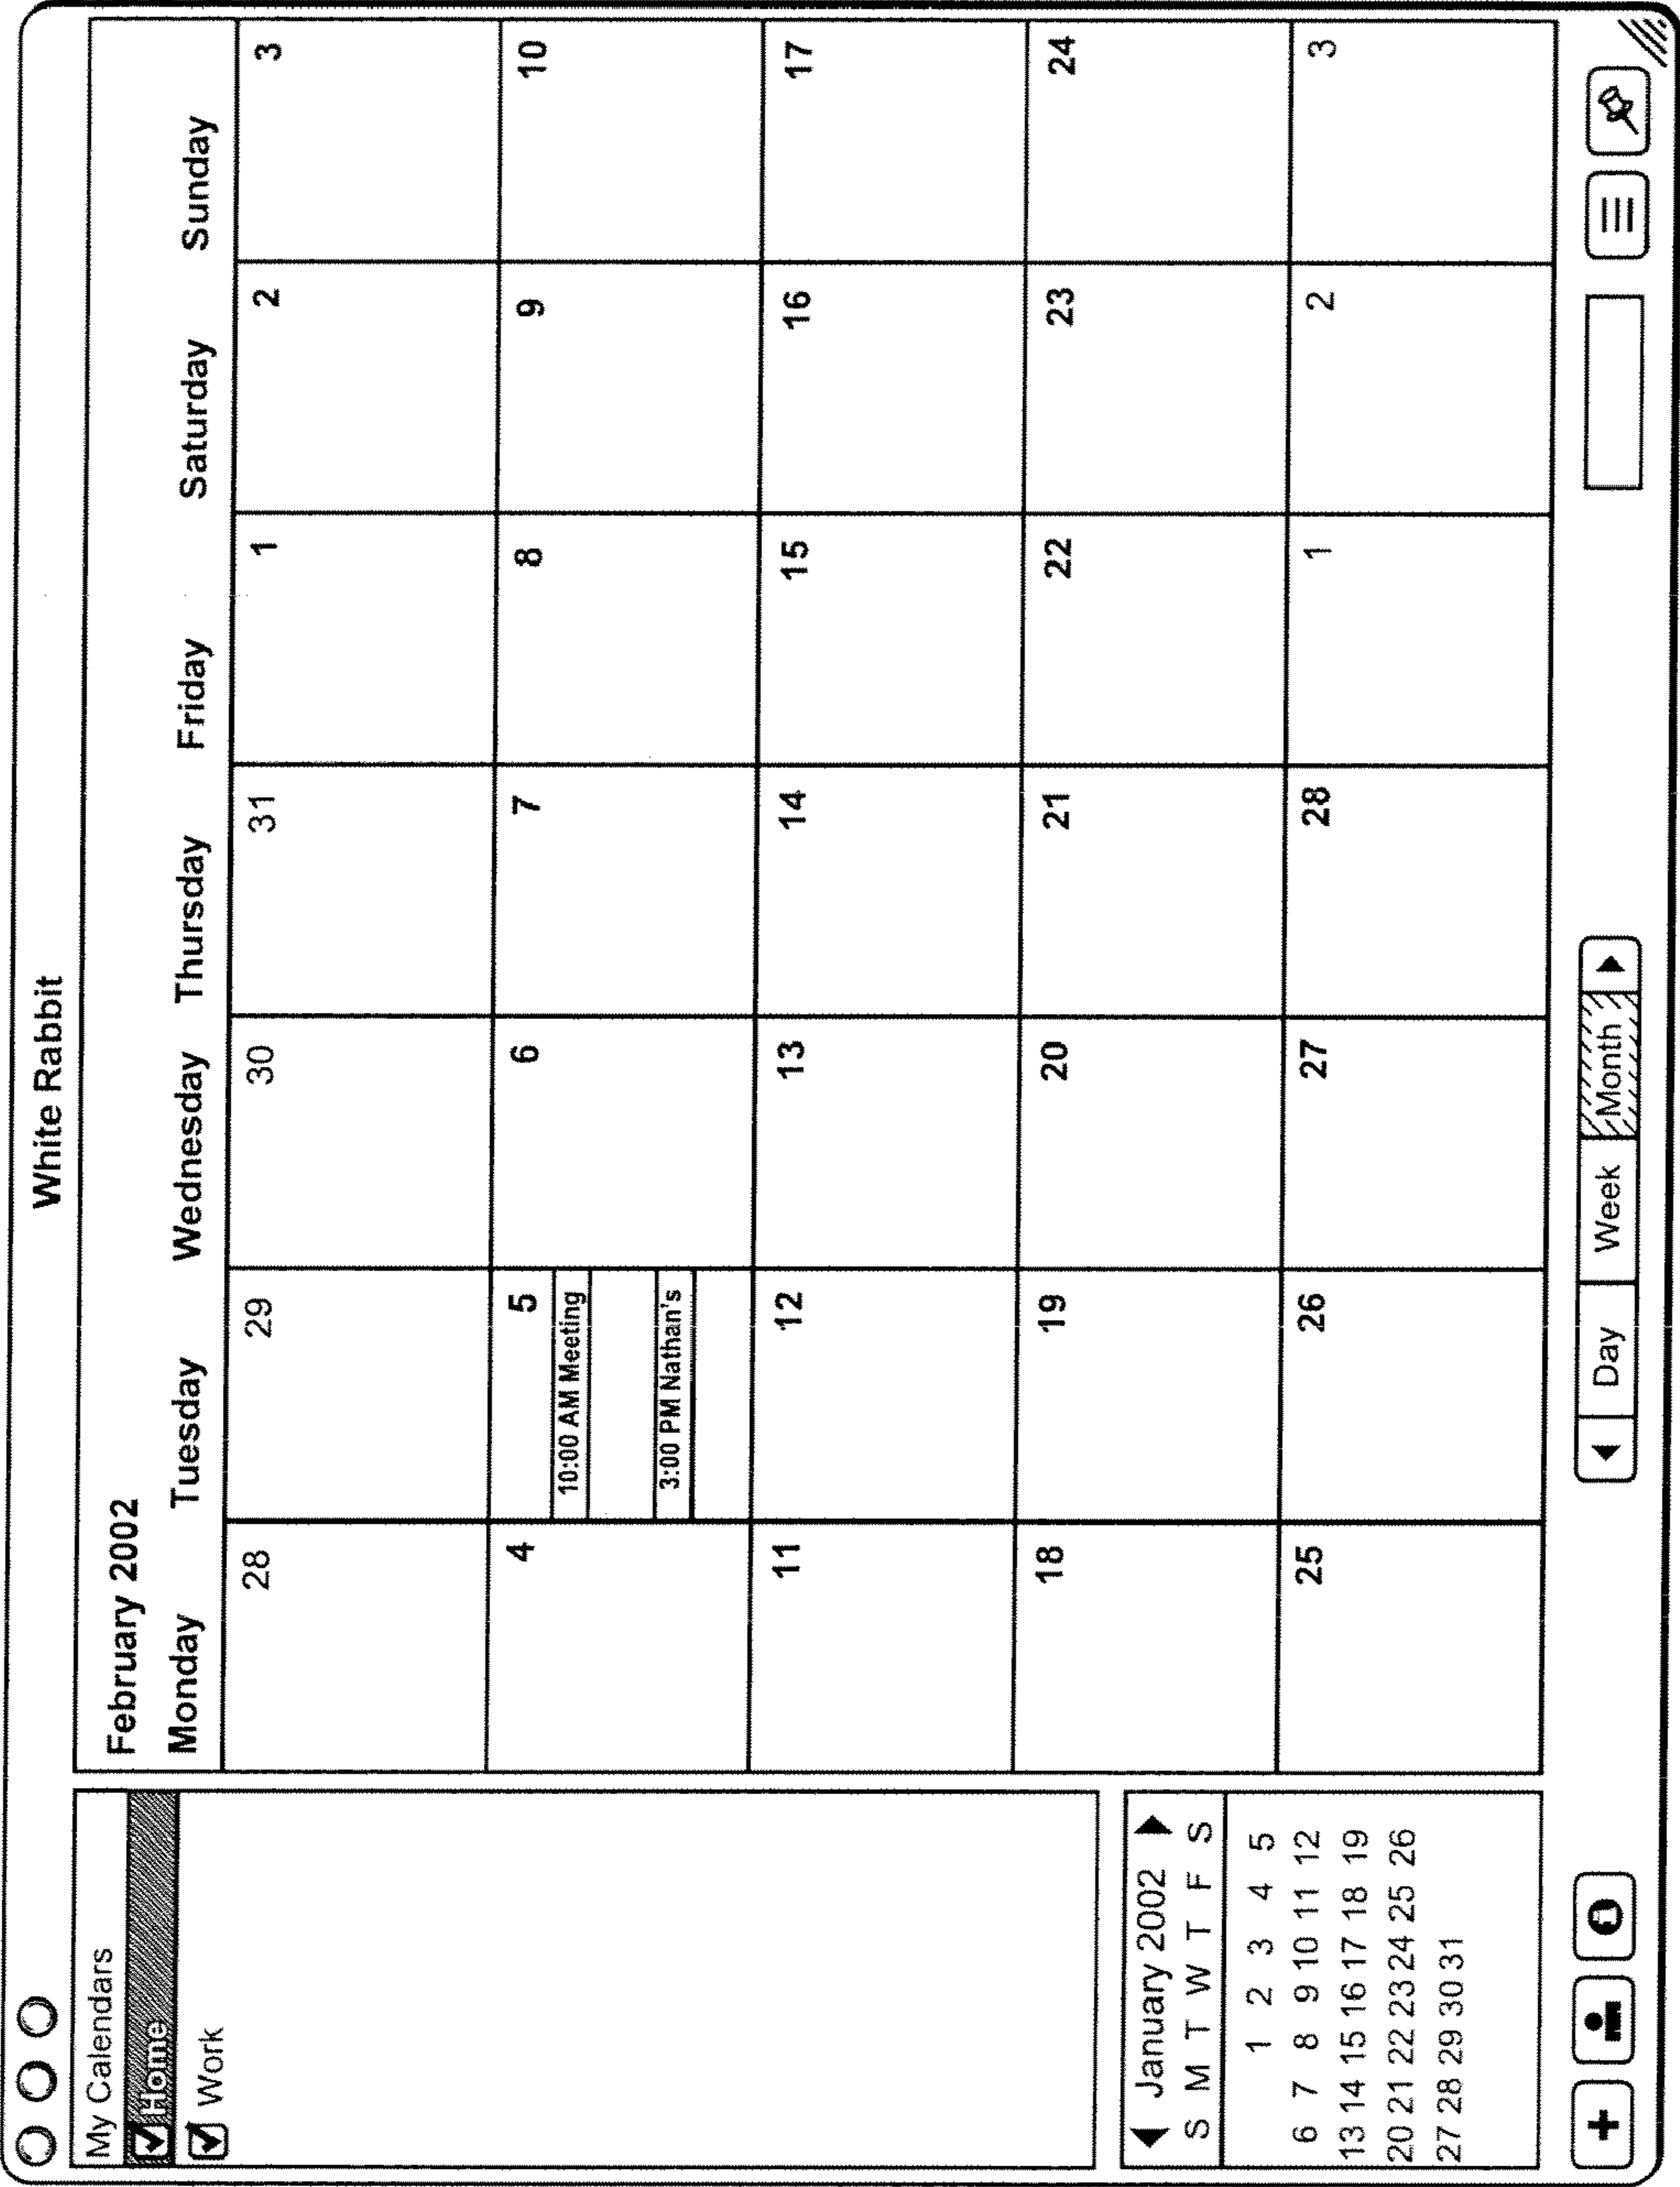 White Rabbit
My Calendars
Home
Work
February 2002
Monday Tuesday Wednesday Thursday Friday Saturday Sunday
28 29 30 31 1 2 3
4 5 6 7 8 9 10
10:00 AM Meeting
3:00 PM Nathan's
11 12 13 14 15 16 17
18 19 20 21 22 23 24
25 26 27 28 1 2 3
January 2002
S M T W T F S
1 2 3 4 5
6 7 8 9 10 11 12
13 14 15 16 17 18 19
20 21 22 23 24 25 26
27 28 29 30 31
Day Week Month